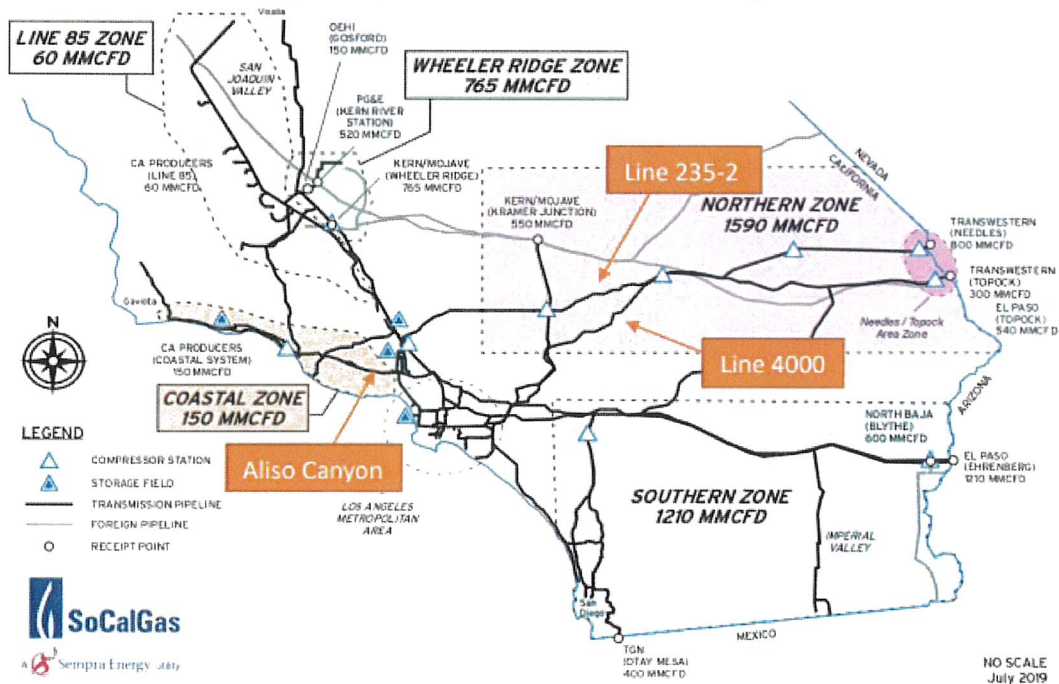 Visalia
LINE 85 ZONE
60 MMCFD
OEHI
(GOSFORD)
150 MMCFD
SAN
JOAQUIN
VALLEY
WHEELER RIDGE ZONE
765 MMCFD
PG&E
(KERN RIVER
STATION)
520 MMCFD
CA PRODUCERS
(LINE 85)
60 MMCFD
KERN/MOJAVE
(WHEELER RIDGE)
765 MMCFD
Line 235-2
NEVADA
CALIFORNIA
KERN/MOJAVE
(KRAMER JUNCTION)
550 MMCFD
NORTHERN ZONE
1590 MMCFD
TRANSWESTERN
(NEEDLES)
800 MMCFD
TRANSWESTERN
(TOPOCK)
300 MMCFD
EL PASO
(TOPOCK)
540 MMCFD
Needles / Topock
Area Zone
Gaviota
N
CA PRODUCERS
(COASTAL SYSTEM)
150 MMCFD
Line 4000
COASTAL ZONE
150 MMCFD
ARIZONA
NORTH BAJA
(BLYTHE)
600 MMCFD
LEGEND
COMPRESSOR STATION
STORAGE FIELD
TRANSMISSION PIPELINE
FOREIGN PIPELINE
RECEIPT POINT
Aliso Canyon
EL PASO
(EHRENBERG)
1210 MMCFD
LOS ANGELES
METROPOLITAN
AREA
SOUTHERN ZONE
1210 MMCFD
IMPERIAL
VALLEY
SoCalGas
A Sempra Energy utility
San
Diego
MEXICO
TGN
(OTAY MESA)
400 MMCFD
NO SCALE
July 2019